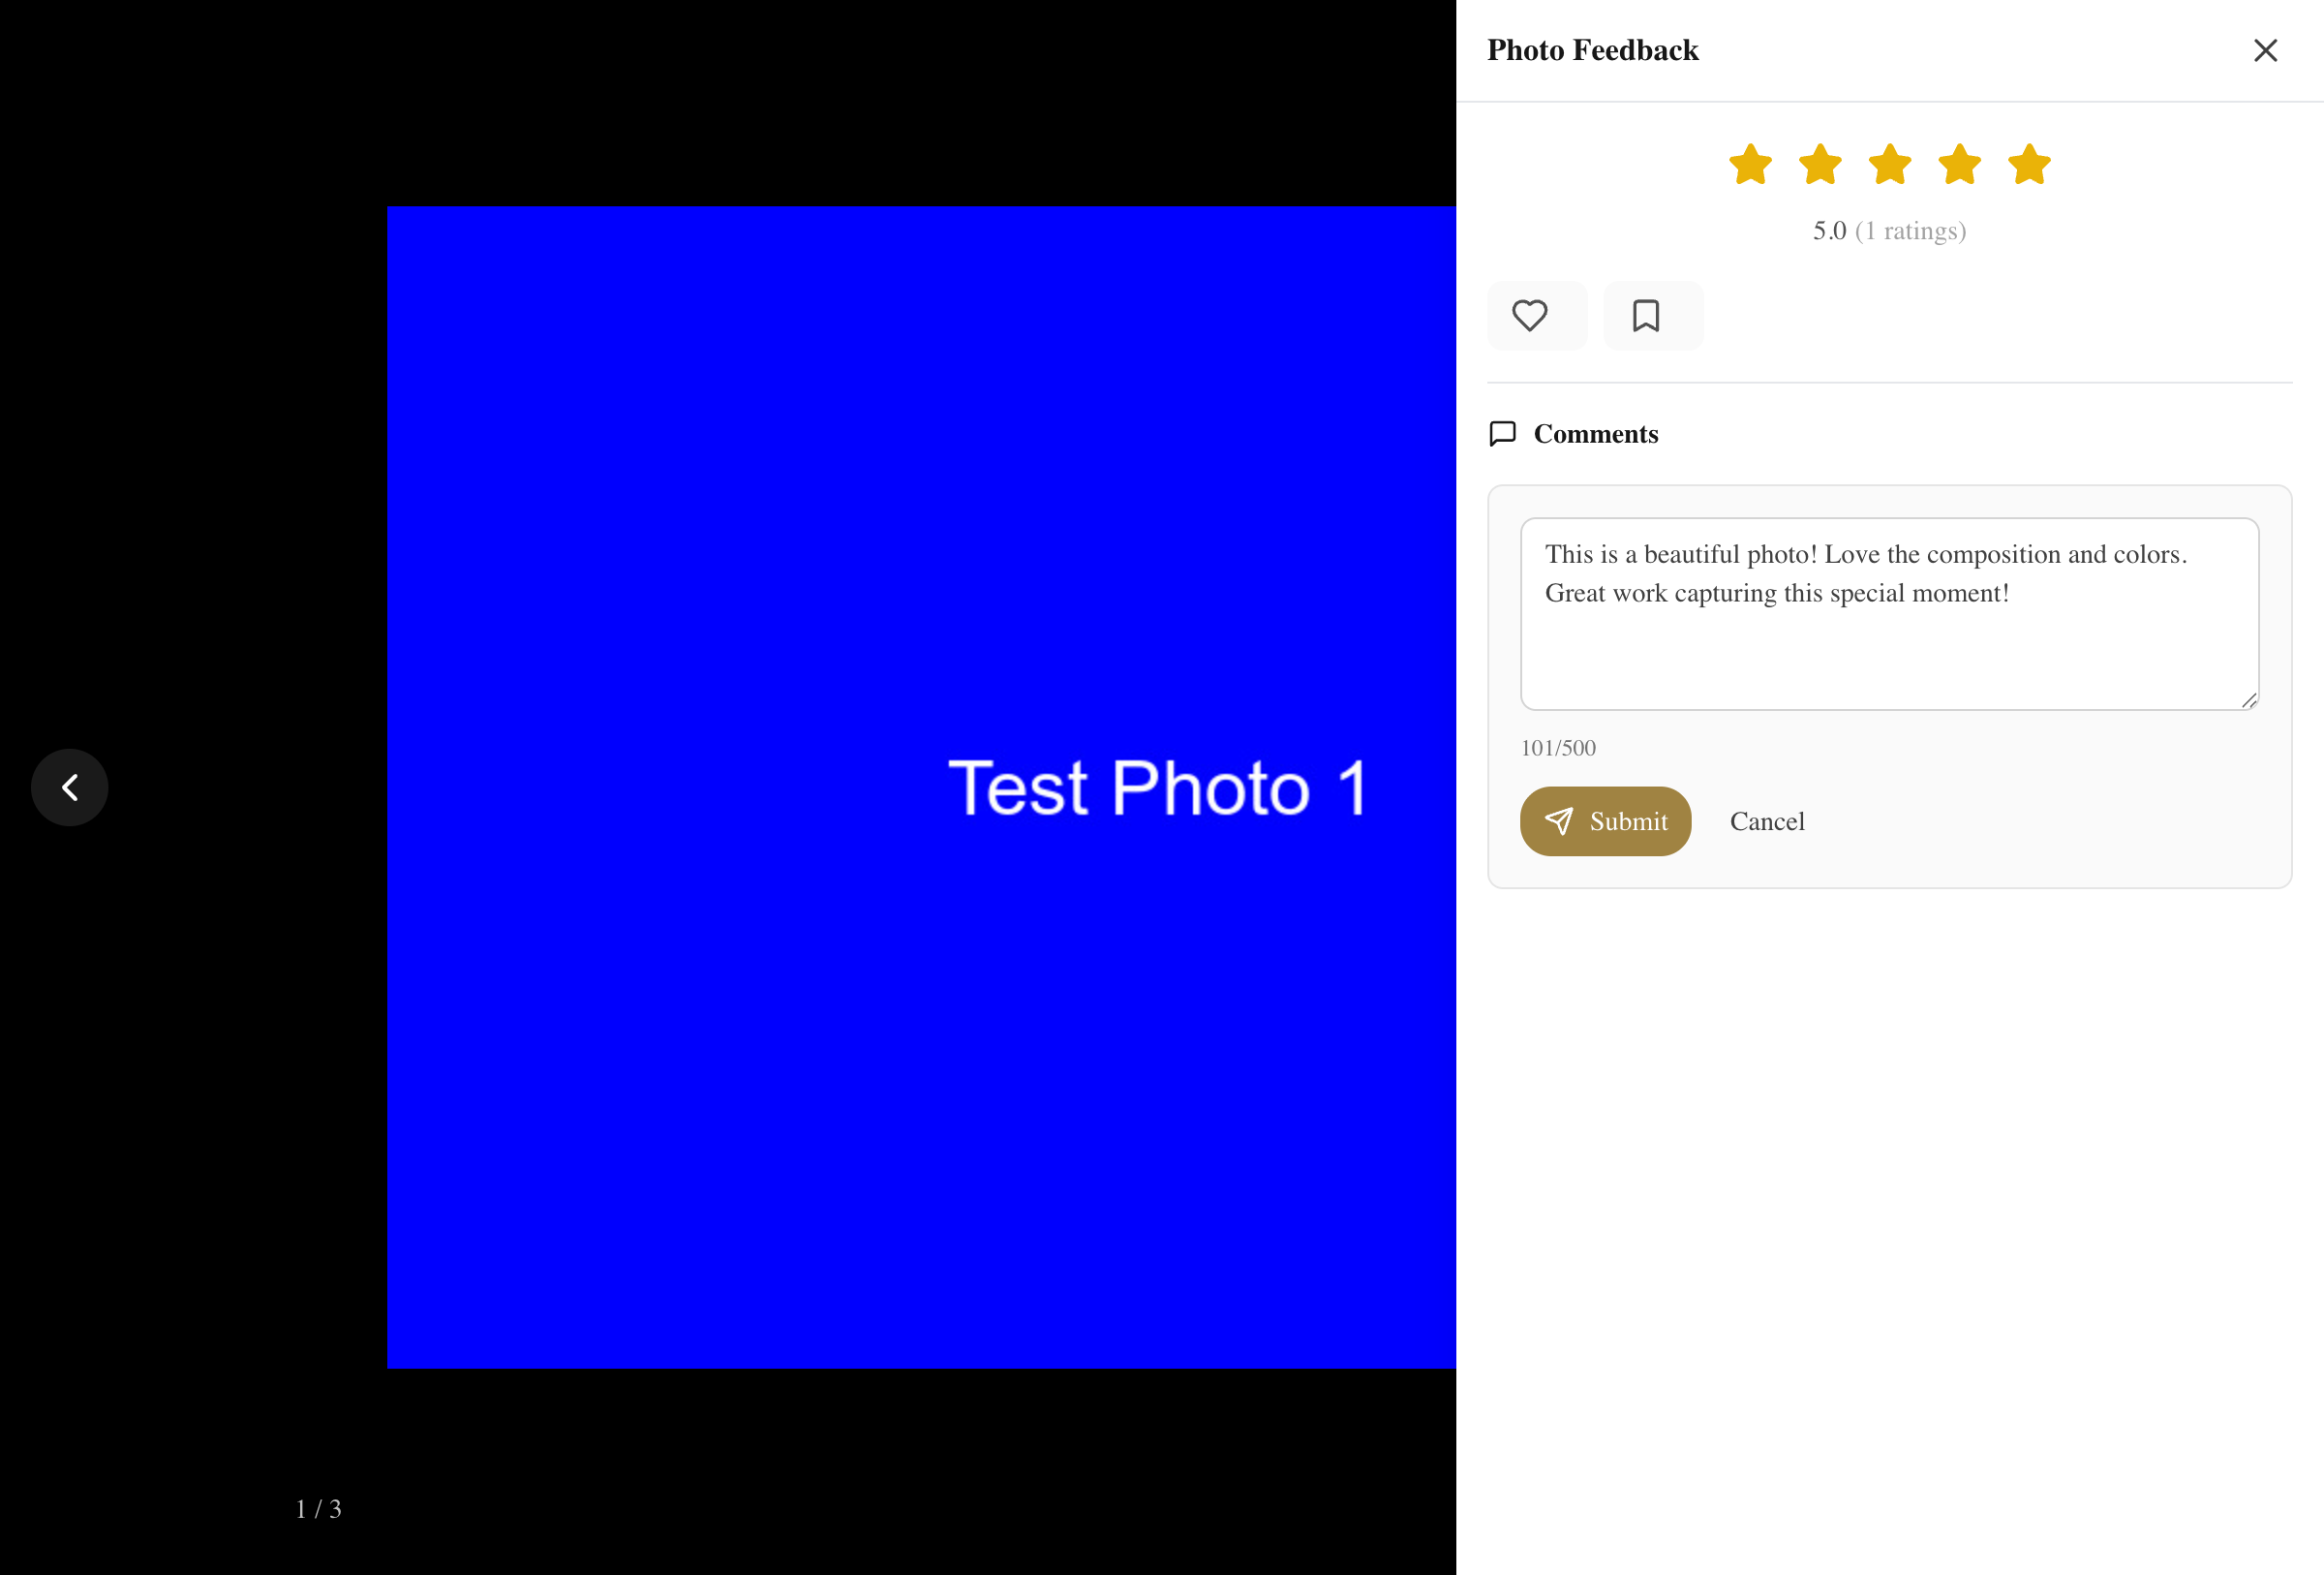 Photo Feedback
5.0 (1 ratings)
Comments
This is a beautiful photo! Love the composition and colors.
Great work capturing this special moment!
101/500
Submit
Cancel
Test Photo 1
1 / 3